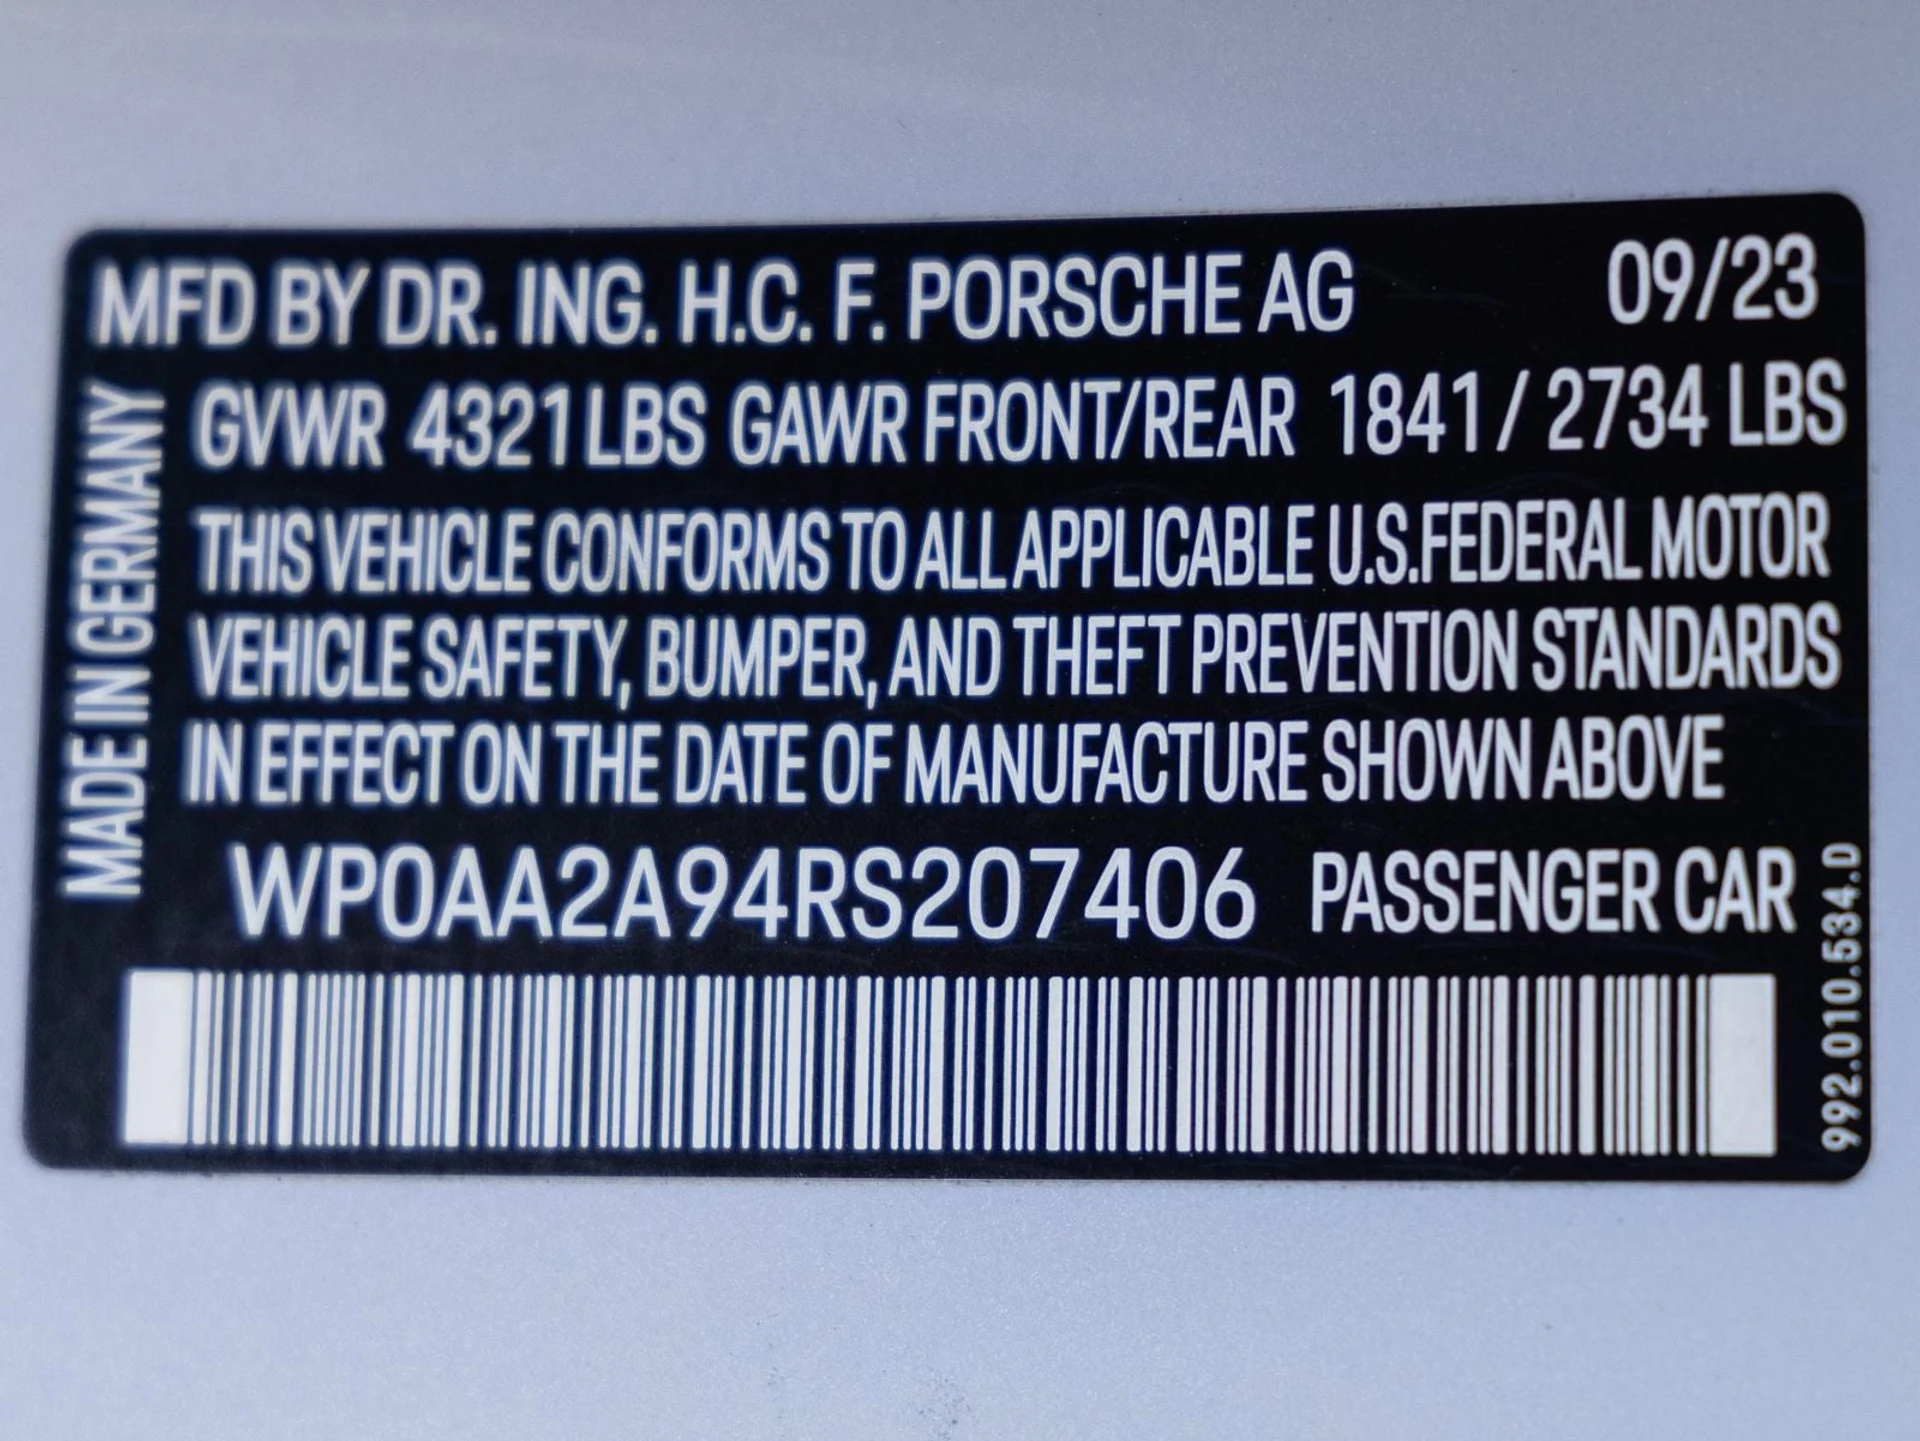 MFD BY DR. ING. H.C. F. PORSCHE AG 09/23
GVWR 4321 LBS GAWR FRONT/REAR 1841 / 2734 LBS
THIS VEHICLE CONFORMS TO ALL APPLICABLE U.S.FEDERAL MOTOR
VEHICLE SAFETY, BUMPER, AND THEFT PREVENTION STANDARDS
IN EFFECT ON THE DATE OF MANUFACTURE SHOWN ABOVE
WP0AA2A94RS207406 PASSENGER CAR
MADE IN GERMANY
992.010.534.D